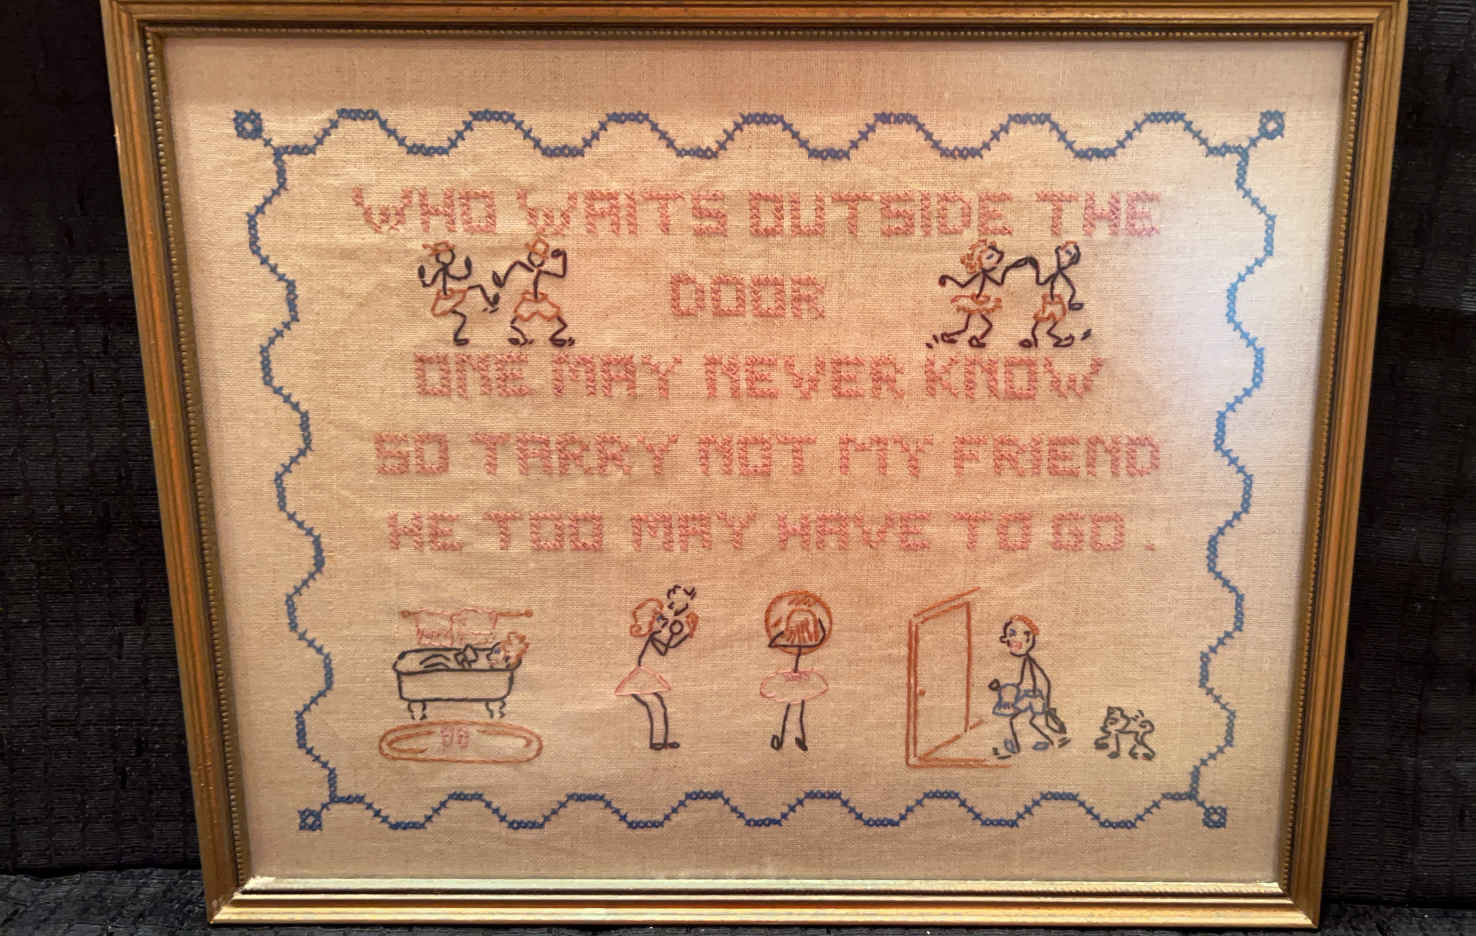 WHO WAITS OUTSIDE THE
DOOR
ONE MAY NEVER KNOW
SO TARRY NOT MY FRIEND
HE TOO MAY HAVE TO GO.